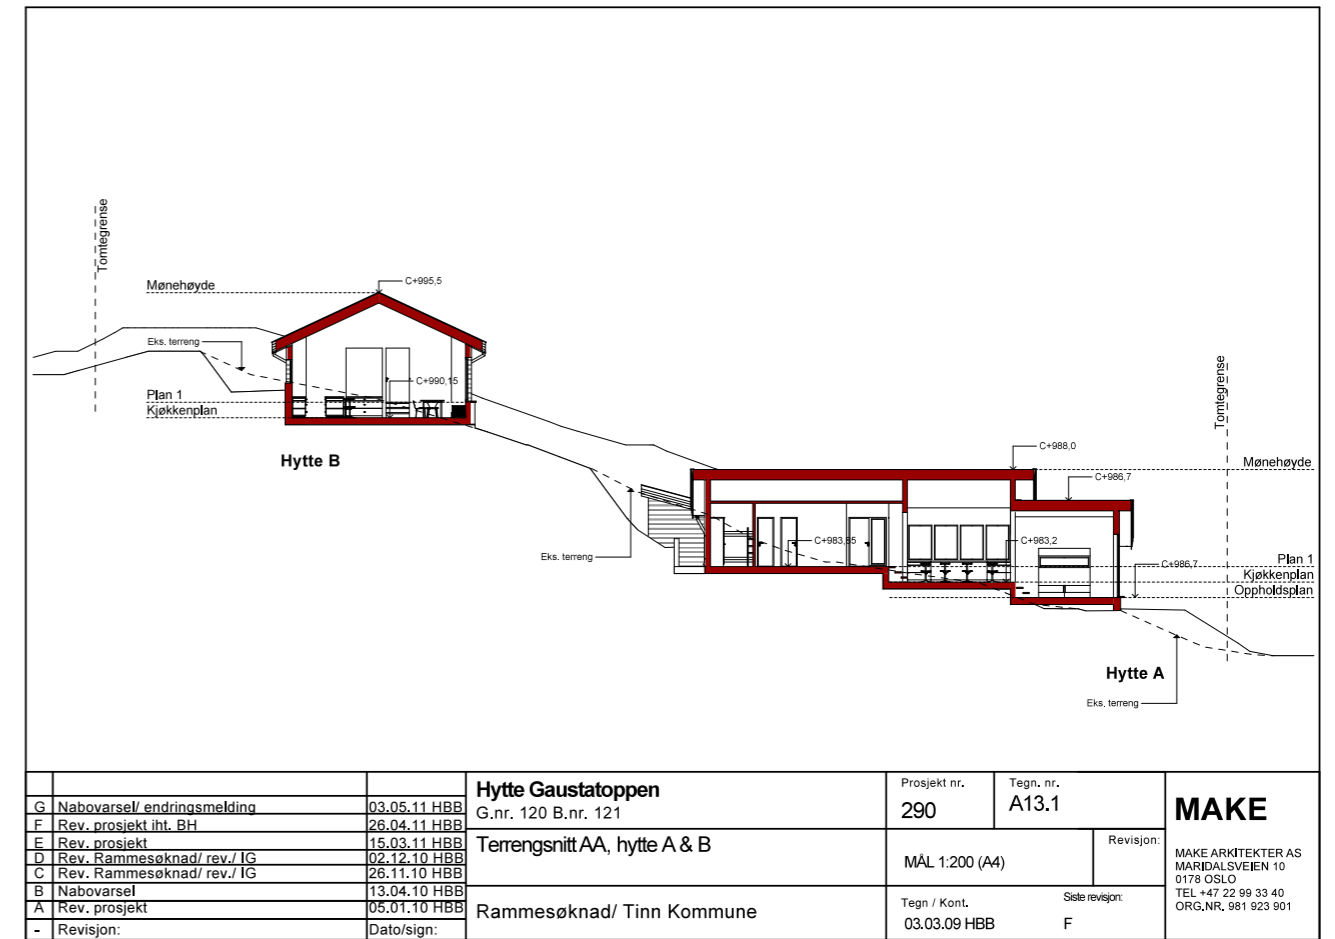 Tomtegrense
Mønehøyde
C+995,5
Eks. terreng
C+990,15
Plan 1
Kjøkkenplan
Hytte B
Tomtegrense
C+988,0
Mønehøyde
C+986,7
C+983,85
C+983,2
Eks. terreng
Plan 1
C+986,7
Kjøkkenplan
Oppholdsplan
Hytte A
Eks. terreng
G Nabovarsel/ endringsmelding 03.05.11 HBB
F Rev. prosjekt iht. BH 26.04.11 HBB
E Rev. prosjekt 15.03.11 HBB
D Rev. Rammesøknad/ rev./ IG 02.12.10 HBB
C Rev. Rammesøknad/ rev./ IG 26.11.10 HBB
B Nabovarsel 13.04.10 HBB
A Rev. prosjekt 05.01.10 HBB
- Revisjon: Dato/sign:
Hytte Gaustatoppen
G.nr. 120 B.nr. 121
Terrengsnitt AA, hytte A & B
Rammesøknad/ Tinn Kommune
Prosjekt nr.
290
Tegn. nr.
A13.1
MÅL 1:200 (A4)
Revisjon:
Tegn / Kont.
03.03.09 HBB
Siste revisjon:
F
MAKE
MAKE ARKITEKTER AS
MARIDALSVEIEN 10
0178 OSLO
TEL +47 22 99 33 40
ORG.NR. 981 923 901